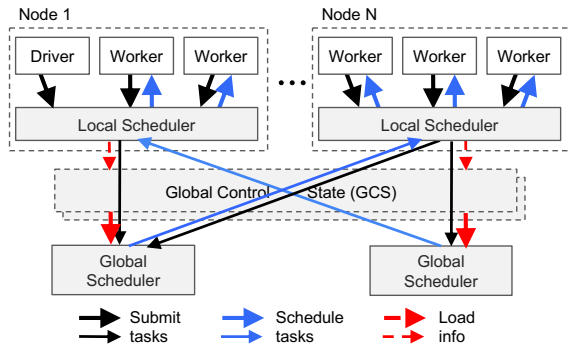 Node 1
Node N
Driver Worker Worker
Worker Worker Worker
...
Local Scheduler
Local Scheduler
Global Control State (GCS)
Global
Scheduler
Global
Scheduler
Submit
tasks
Schedule
tasks
Load
info